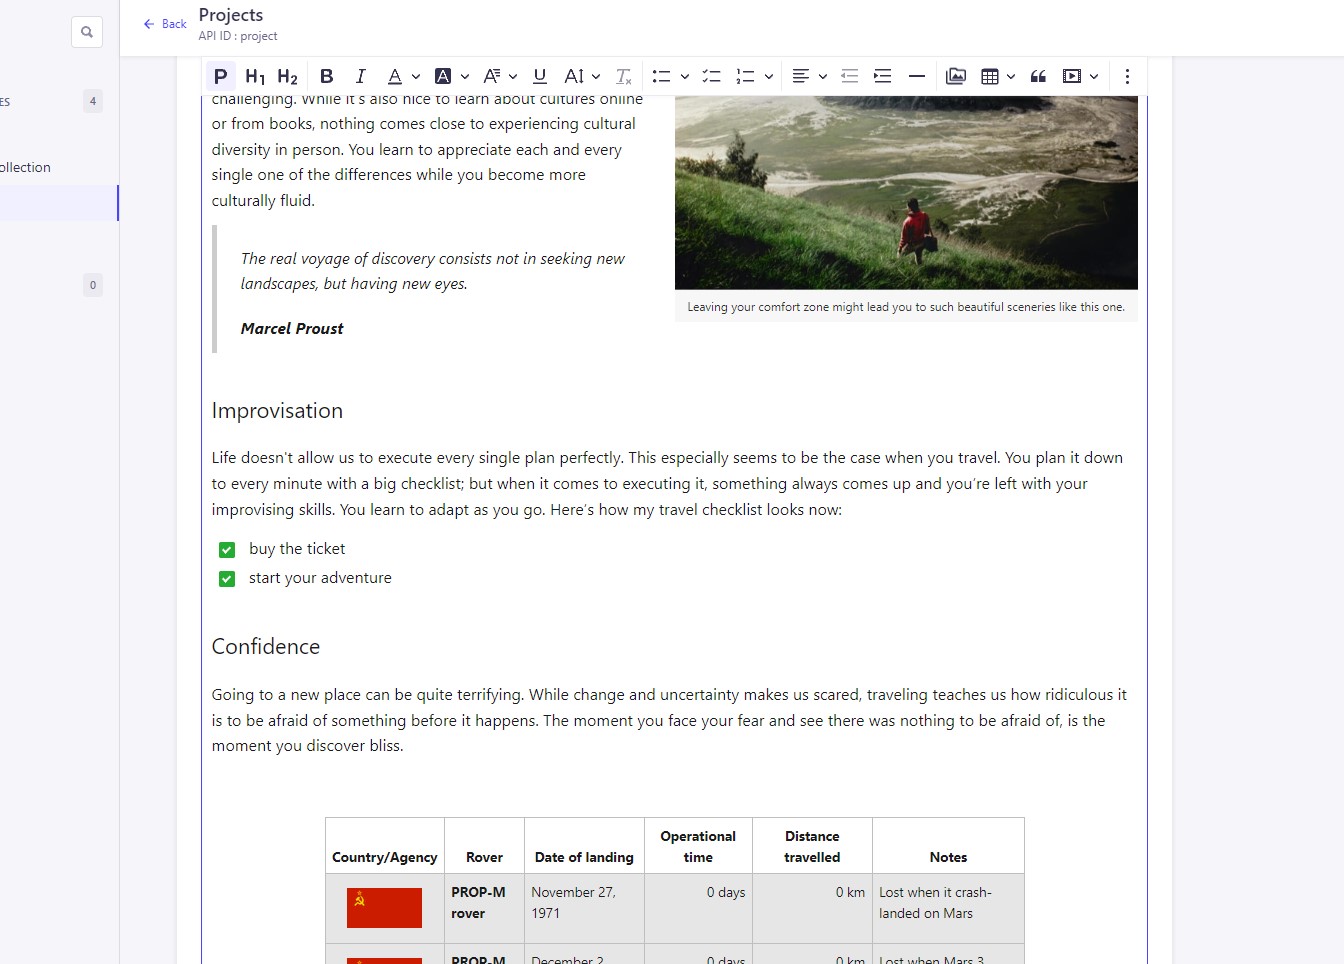 Back
Projects
API ID : project
ES
4
ollection
0
P H1 H2 B I A A A U AI Tx
challenging. While it's also nice to learn about cultures online
or from books, nothing comes close to experiencing cultural
diversity in person. You learn to appreciate each and every
single one of the differences while you become more
culturally fluid.
The real voyage of discovery consists not in seeking new
landscapes, but having new eyes.
Marcel Proust
Leaving your comfort zone might lead you to such beautiful sceneries like this one.
Improvisation
Life doesn't allow us to execute every single plan perfectly. This especially seems to be the case when you travel. You plan it down
to every minute with a big checklist; but when it comes to executing it, something always comes up and you're left with your
improvising skills. You learn to adapt as you go. Here's how my travel checklist looks now:
buy the ticket
start your adventure
Confidence
Going to a new place can be quite terrifying. While change and uncertainty makes us scared, traveling teaches us how ridiculous it
is to be afraid of something before it happens. The moment you face your fear and see there was nothing to be afraid of, is the
moment you discover bliss.
Country/Agency Rover Date of landing Operational time Distance travelled Notes
PROP-M rover November 27, 1971 0 days 0 km Lost when it crash-landed on Mars
PROP-M December 2, 0 days 0 km Lost when Mars 3